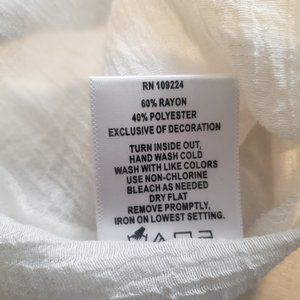 RN 109224
60% RAYON
40% POLYESTER
EXCLUSIVE OF DECORATION
TURN INSIDE OUT,
HAND WASH COLD
WASH WITH LIKE COLORS
USE NON-CHLORINE
BLEACH AS NEEDED
DRY FLAT
REMOVE PROMPTLY,
IRON ON LOWEST SETTING.